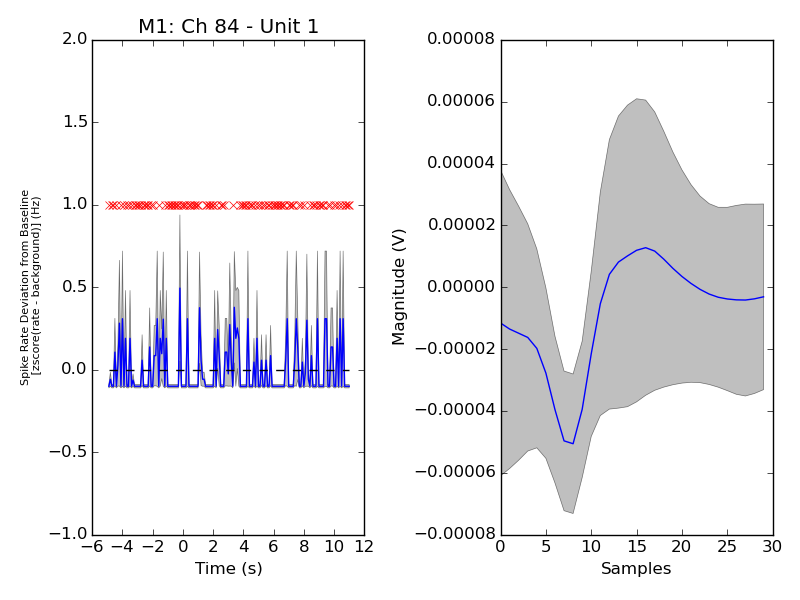 M1: Ch 84 - Unit 1
Spike Rate Deviation from Baseline
[zscore(rate - background)] (Hz)
2.0
1.5
1.0
0.5
0.0
−0.5
−1.0
−6 −4 −2 0 2 4 6 8 10 12
Time (s)
Magnitude (V)
0.00008
0.00006
0.00004
0.00002
0.00000
−0.00002
−0.00004
−0.00006
−0.00008
0 5 10 15 20 25 30
Samples